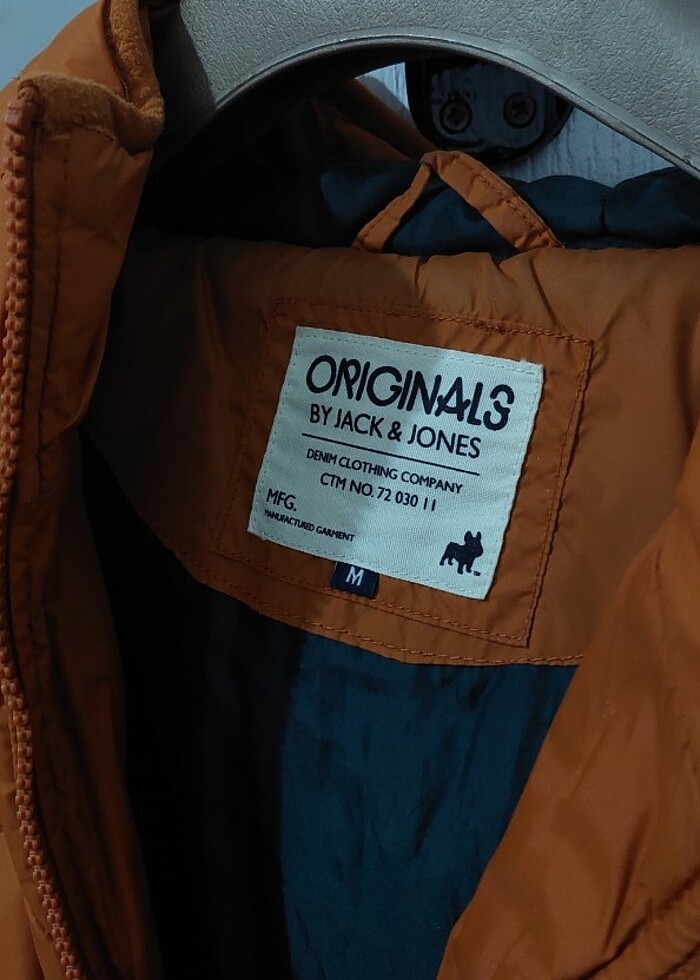 ORIGINALS
BY JACK & JONES
DENIM CLOTHING COMPANY
CTM NO. 72 030 11
MFG.
MANUFACTURED GARMENT
M